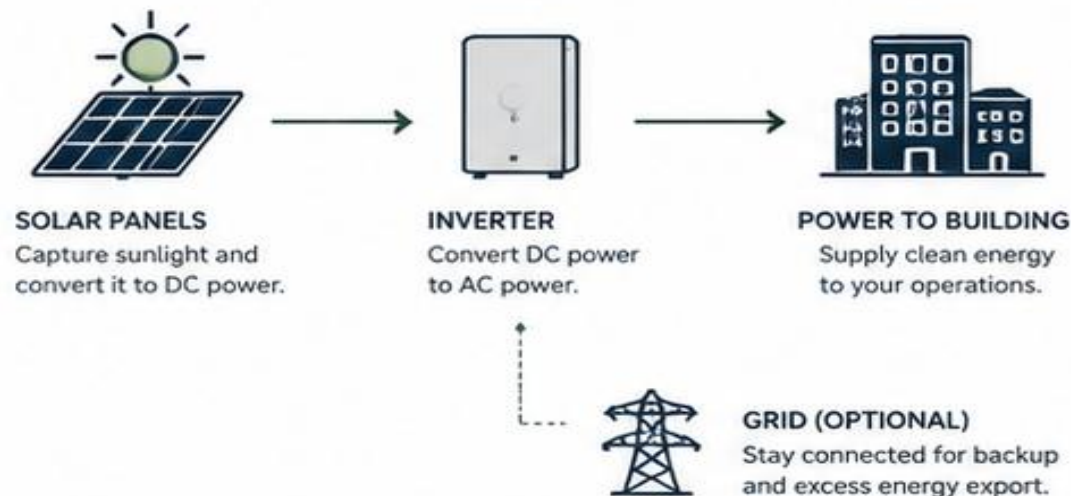 SOLAR PANELS
Capture sunlight and
convert it to DC power.
INVERTER
Convert DC power
to AC power.
POWER TO BUILDING
Supply clean energy
to your operations.
GRID (OPTIONAL)
Stay connected for backup
and excess energy export.